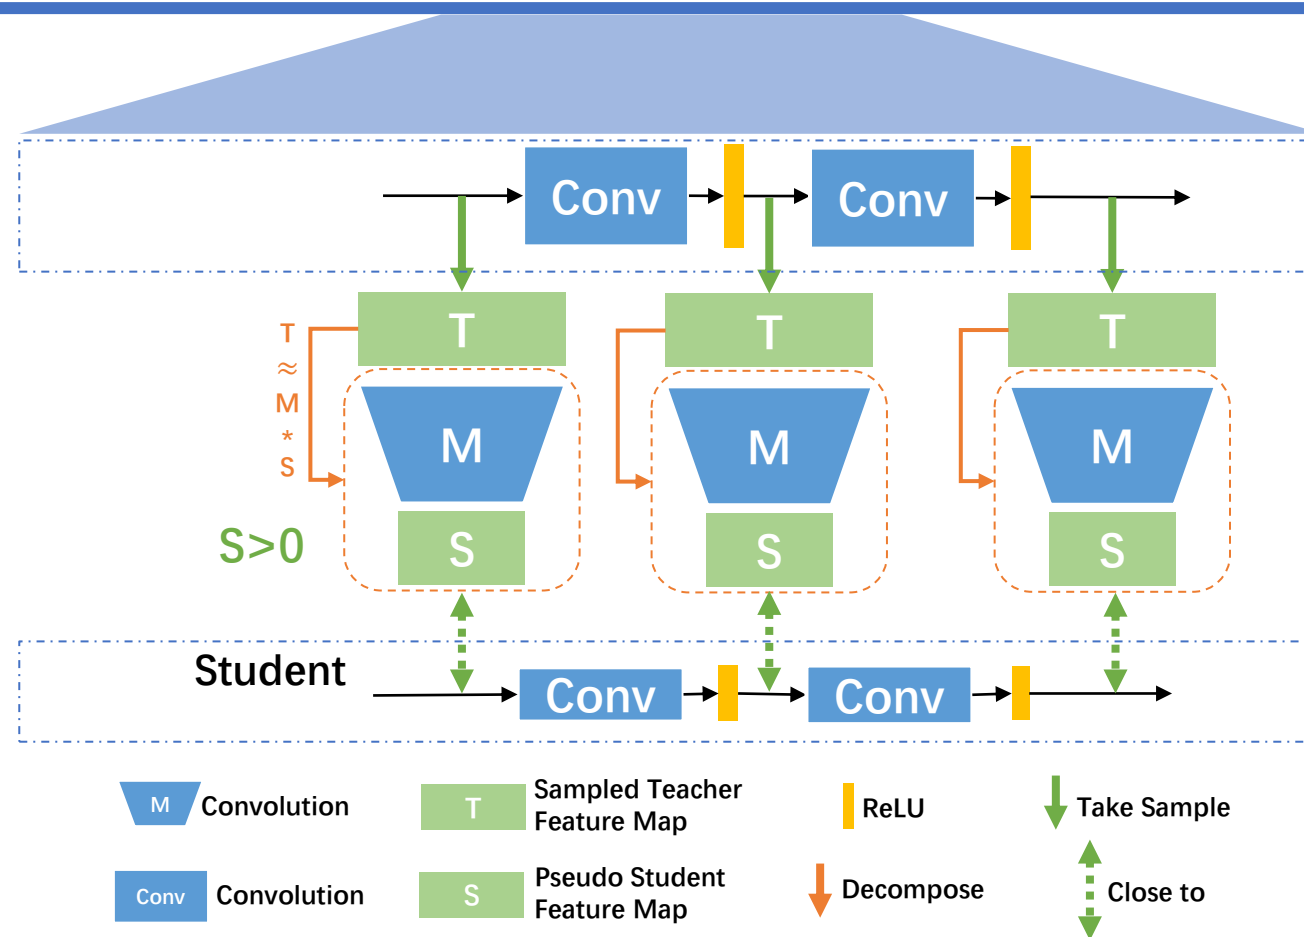 Conv
Conv
T
T
T
T
≈
M
*
S
M
M
M
S>0
S
S
S
Student
Conv
Conv
M Convolution
T
Sampled Teacher
Feature Map
ReLU
Take Sample
Conv Convolution
S
Pseudo Student
Feature Map
Decompose
Close to